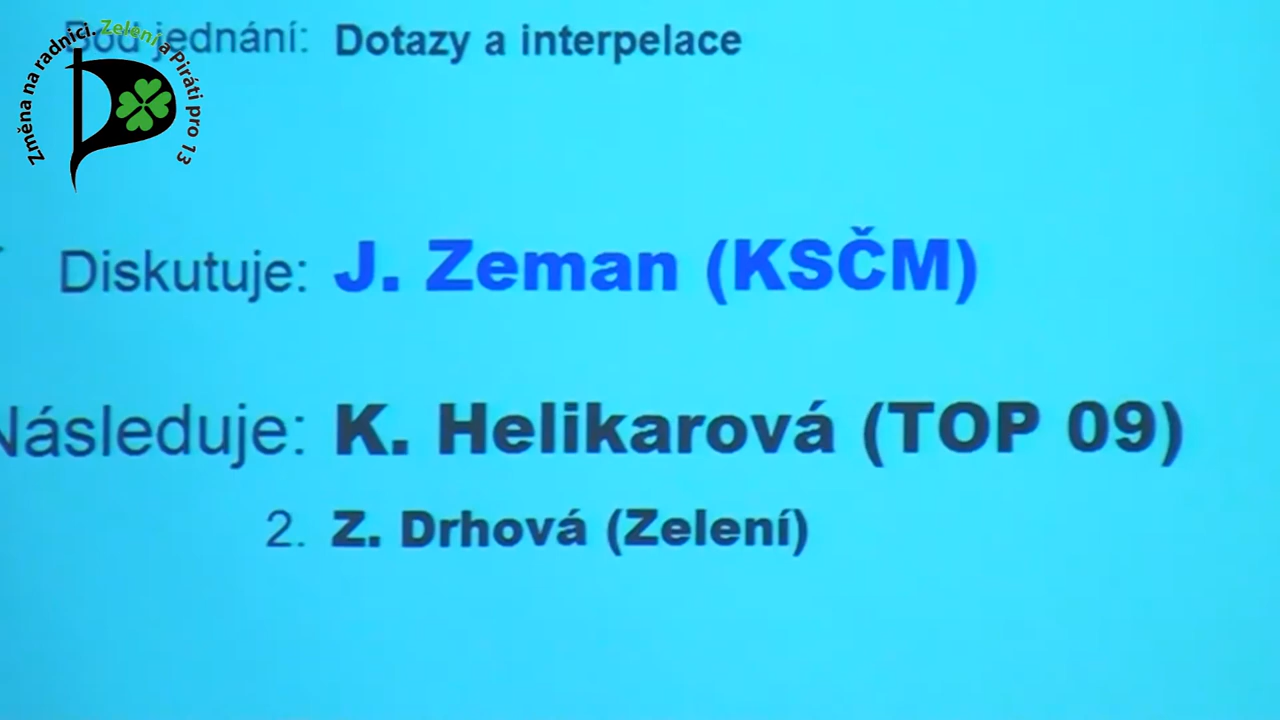 Změna na radnici. Zelení a Piráti pro 13
Bod jednání: Dotazy a interpelace
Diskutuje: J. Zeman (KSČM)
Následuje: K. Helikarová (TOP 09)
2. Z. Drhová (Zelení)